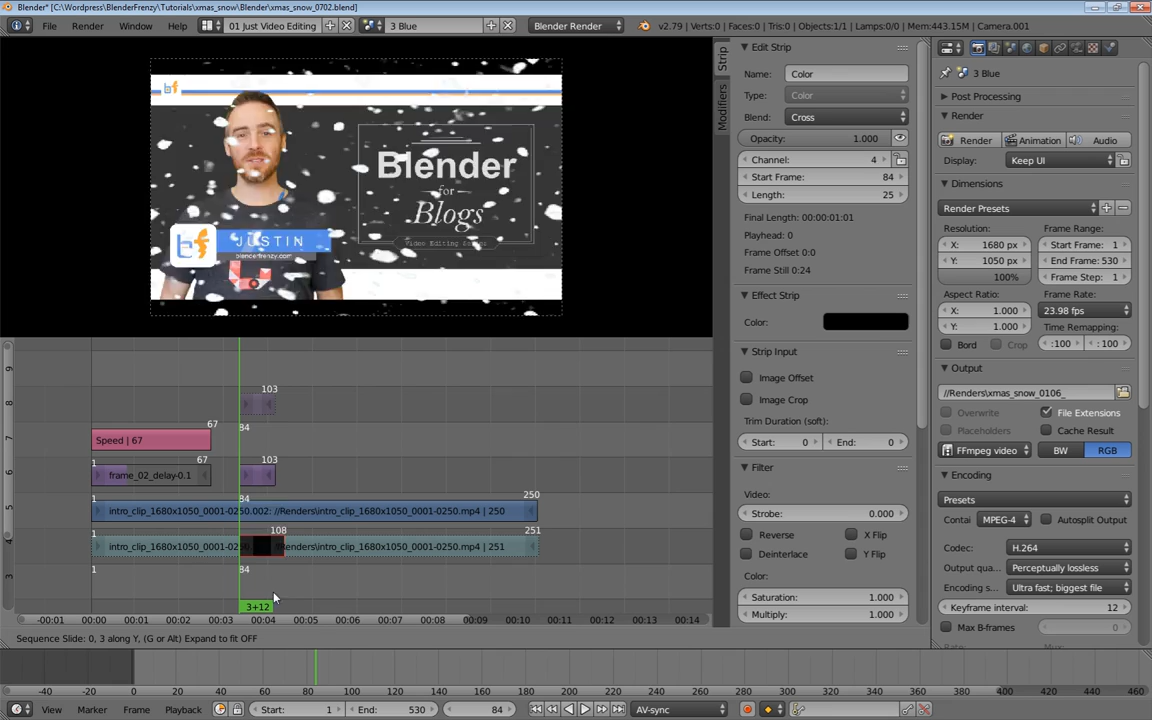 Blender* [C:\Wordpress\BlenderFrenzy\Tutorials\xmas_snow\Blender\xmas_snow_0702.blend]
File Render Window Help 01 Just Video Editing 3 Blue Blender Render v2.79 | Verts:0 | Faces:0 | Tris:0 | Objects:1/1 | Lamps:0/0 | Mem:443.15M | Camera.001
Blender
for
Blogs
Video Editing Series
JUSTIN
blenderfrenzy.com
9
8
7
6
5
4
3
103
84
67
Speed | 67
1
67
103
frame_02_delay-0.1
1
84
250
intro_clip_1680x1050_0001-0250.002: //Renders\intro_clip_1680x1050_0001-0250.mp4 | 250
1
108
251
intro_clip_1680x1050_0001-0250
Renders\intro_clip_1680x1050_0001-0250.mp4 | 251
1
84
3+12
-00:01 00:00 00:01 00:02 00:03 00:04 00:05 00:06 00:07 00:08 00:09 00:10 00:11 00:12 00:13 00:14
Sequence Slide: 0, 3 along Y, (G or Alt) Expand to fit OFF
-40 -20 0 20 40 60 80 100 120 140 160 180 200 220 240 260 280 300 320 340 360 380 400 420 440 460
View Marker Frame Playback Start: 1 End: 530 84 AV-sync
Strip
Modifiers
Edit Strip
Name: Color
Type: Color
Blend: Cross
Opacity: 1.000
Channel: 4
Start Frame: 84
Length: 25
Final Length: 00:00:01:01
Playhead: 0
Frame Offset 0:0
Frame Still 0:24
Effect Strip
Color:
Strip Input
Image Offset
Image Crop
Trim Duration (soft):
Start: 0 End: 0
Filter
Video:
Strobe: 0.000
Reverse X Flip
Deinterlace Y Flip
Color:
Saturation: 1.000
Multiply: 1.000
3 Blue
Post Processing
Render
Render Animation Audio
Display: Keep UI
Dimensions
Render Presets
Resolution: Frame Range:
X: 1680 px Start Frame: 1
Y: 1050 px End Frame: 530
100% Frame Step: 1
Aspect Ratio: Frame Rate:
X: 1.000 23.98 fps
Y: 1.000 Time Remapping:
Bord Crop :100 :100
Output
//Renders\xmas_snow_0106_
Overwrite File Extensions
Placeholders Cache Result
FFmpeg video BW RGB
Encoding
Presets
Contai MPEG-4 Autosplit Output
Codec: H.264
Output qua... Perceptually lossless
Encoding s... Ultra fast; biggest file
Keyframe interval: 12
Max B-frames